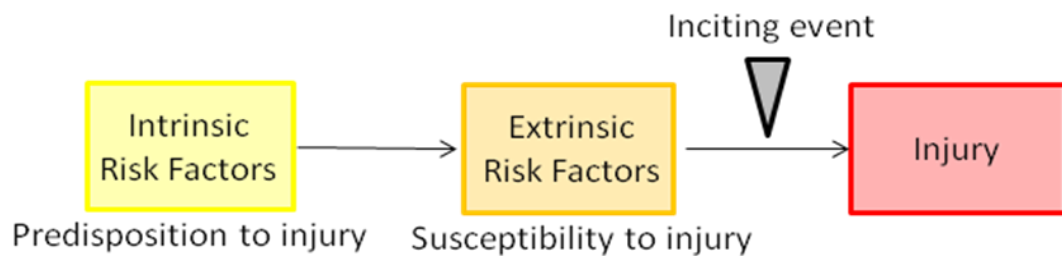 Inciting event
Intrinsic
Risk Factors
Predisposition to injury
Extrinsic
Risk Factors
Susceptibility to injury
Injury